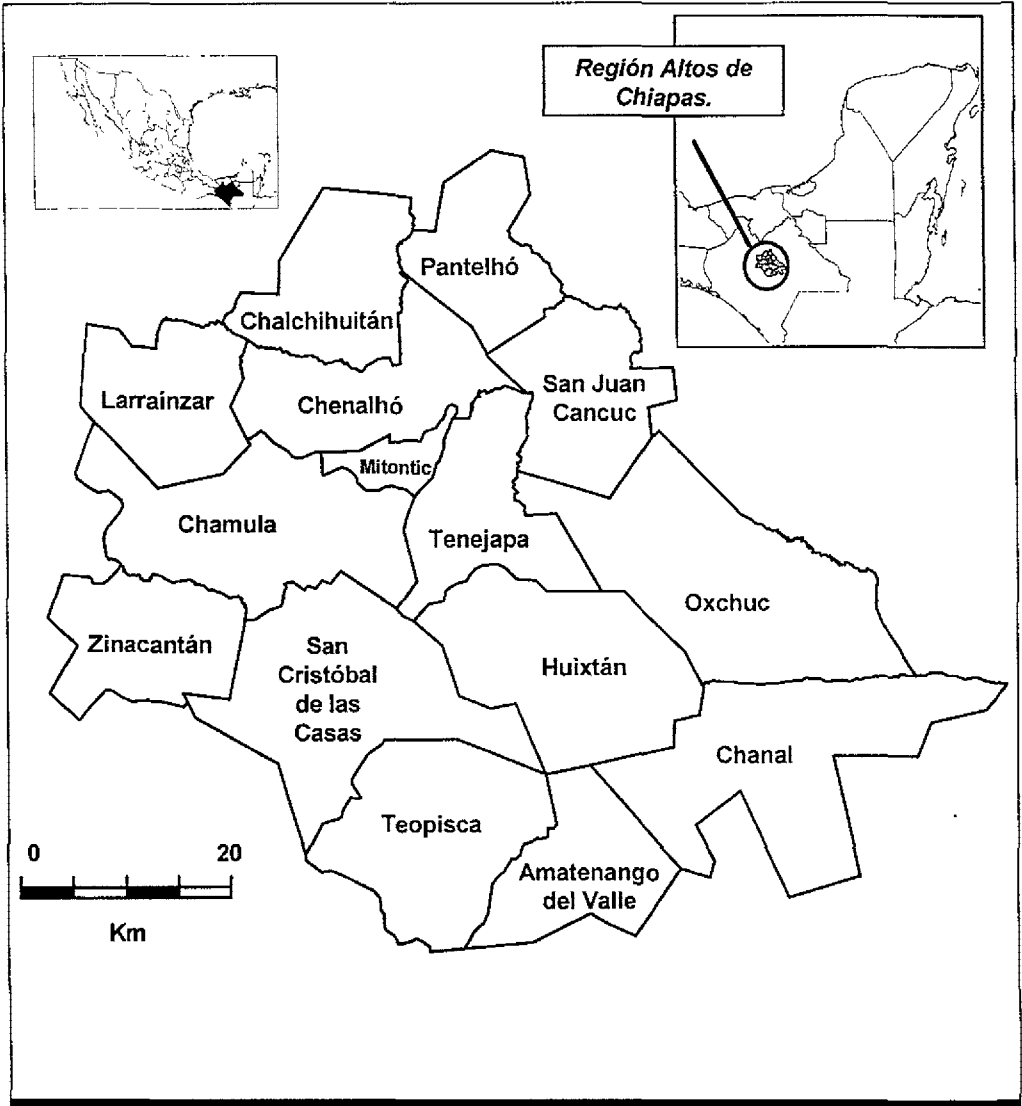 Región Altos de
Chiapas.
Pantelhó
Chalchihuitán
San Juan
Cancuc
Larraínzar
Chenalhó
Mitontic
Chamula
Tenejapa
Oxchuc
Zinacantán
San
Cristóbal
de las
Casas
Huixtán
Chanal
Teopisca
Amatenango
del Valle
0 20
Km